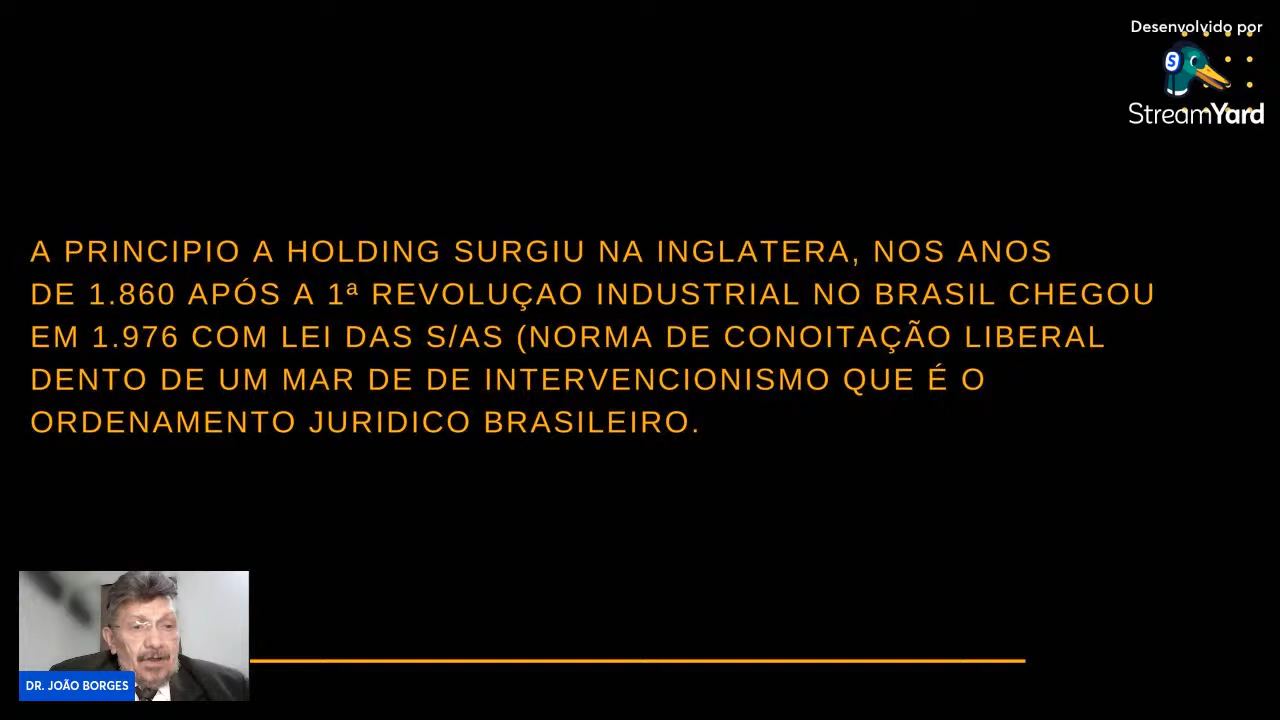 Desenvolvido por
S
StreamYard
A PRINCIPIO A HOLDING SURGIU NA INGLATERA, NOS ANOS
DE 1.860 APÓS A 1ª REVOLUÇAO INDUSTRIAL NO BRASIL CHEGOU
EM 1.976 COM LEI DAS S/AS (NORMA DE CONOITAÇÃO LIBERAL
DENTO DE UM MAR DE DE INTERVENCIONISMO QUE É O
ORDENAMENTO JURIDICO BRASILEIRO.
DR. JOÃO BORGES